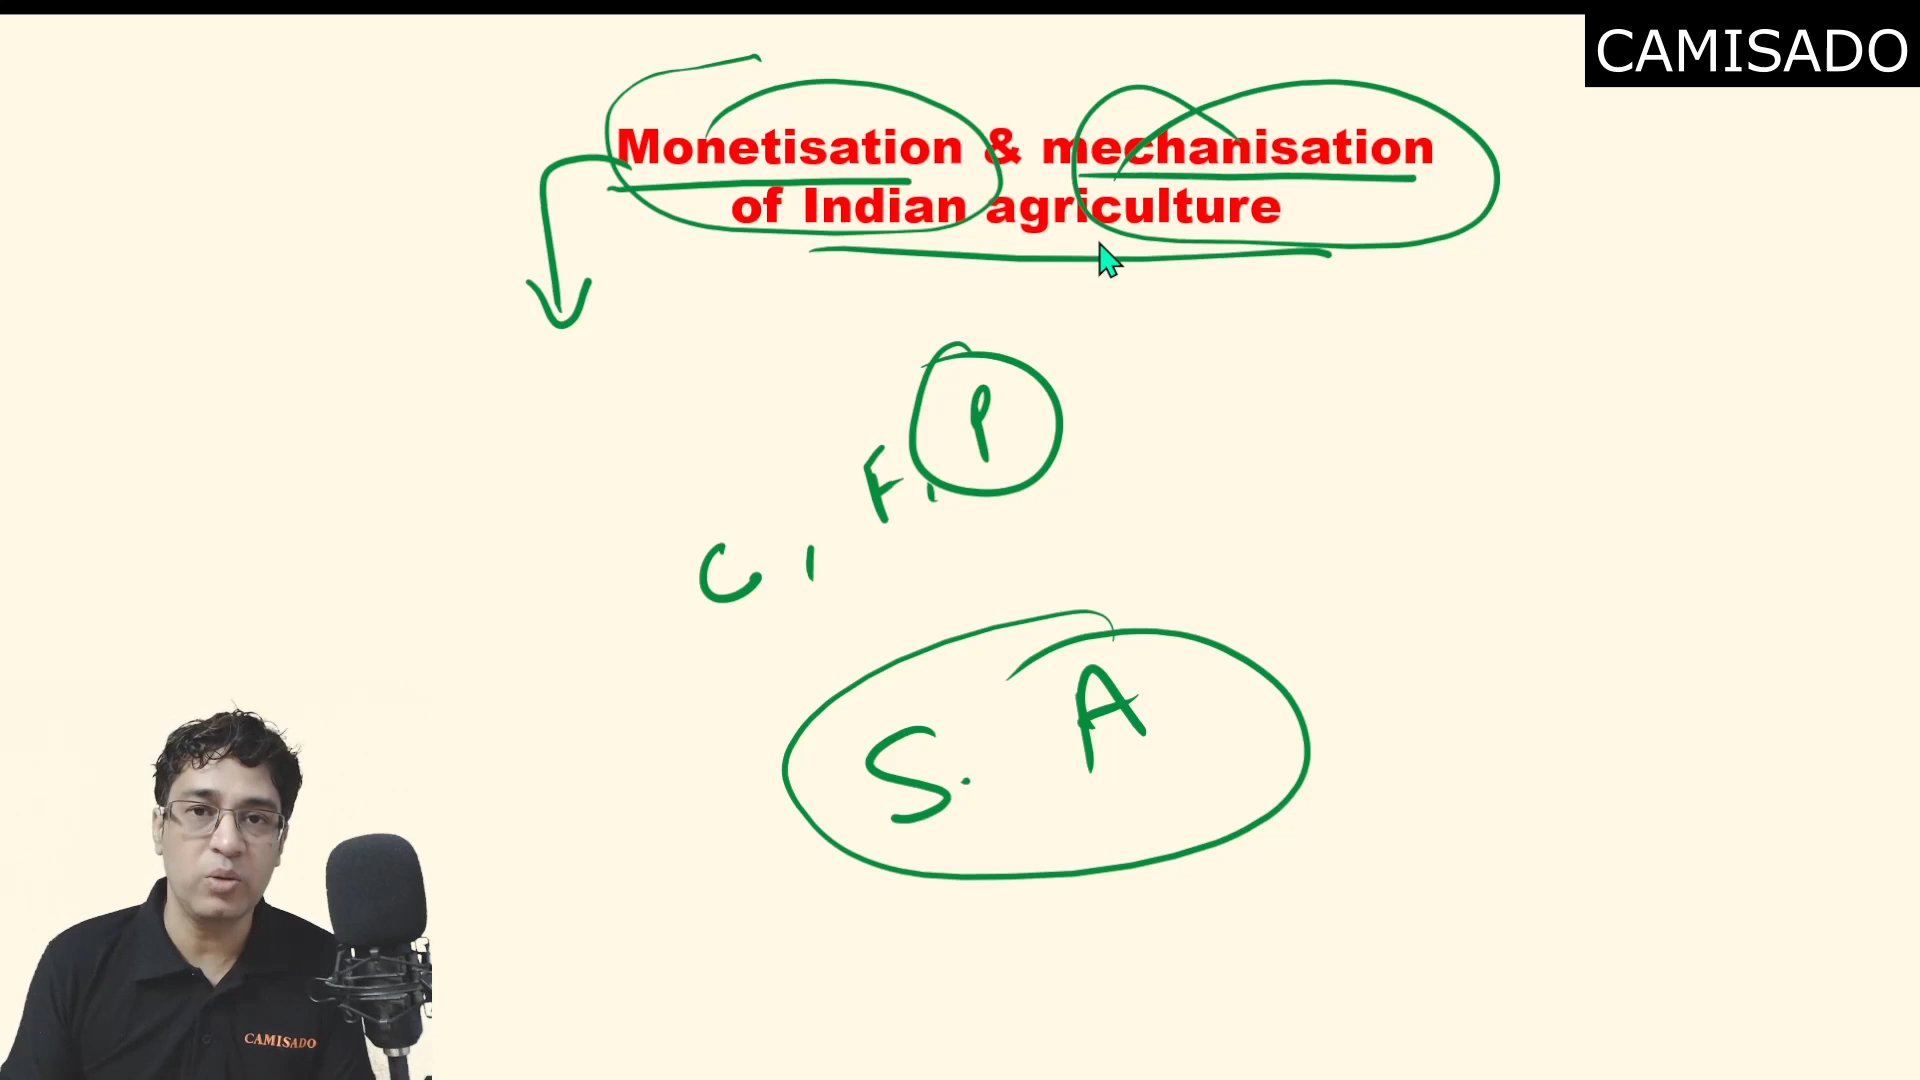 CAMISADO
Monetisation & mechanisation
of Indian agriculture
P
F,
C,
S. A
CAMISADO